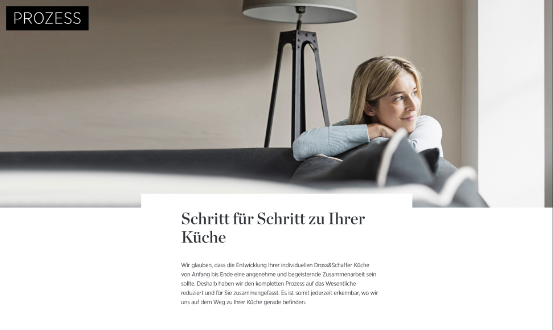 PROZESS
Schritt für Schritt zu Ihrer
Küche
Wir glauben, dass die Entwicklung Ihrer individuellen Dross&Schaffer Küche
von Anfang bis Ende eine angenehme und begeisternde Zusammenarbeit sein
sollte. Deshalb haben wir den kompletten Prozess auf das Wesentliche
reduziert und für Sie zusammengefasst. Es ist somit jederzeit erkennbar, wo wir
uns auf dem Weg zu Ihrer Küche gerade befinden.